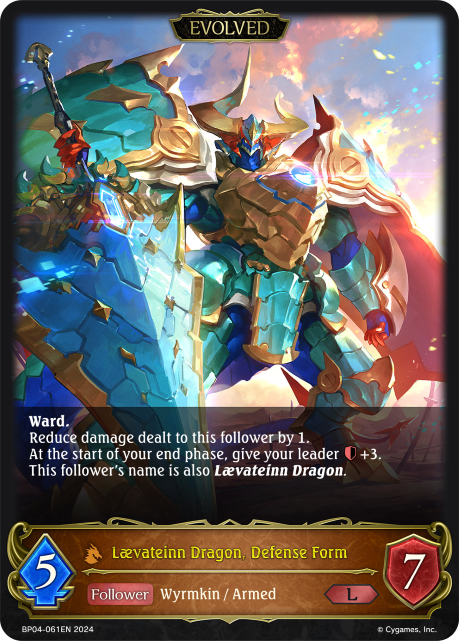 EVOLVED
Ward.
Reduce damage dealt to this follower by 1.
At the start of your end phase, give your leader +3.
This follower's name is also Lævateinn Dragon.
Lævateinn Dragon, Defense Form
5
Follower Wyrmkin / Armed L
7
BP04-061EN 2024 © Cygames, Inc.